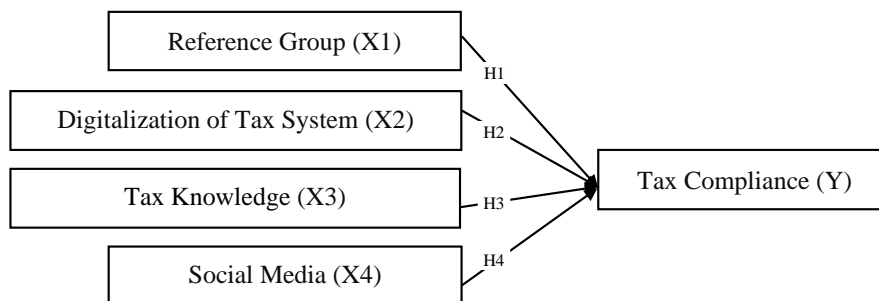 Reference Group (X1)
H1
Digitalization of Tax System (X2)
H2
Tax Compliance (Y)
Tax Knowledge (X3)
H3
H4
Social Media (X4)